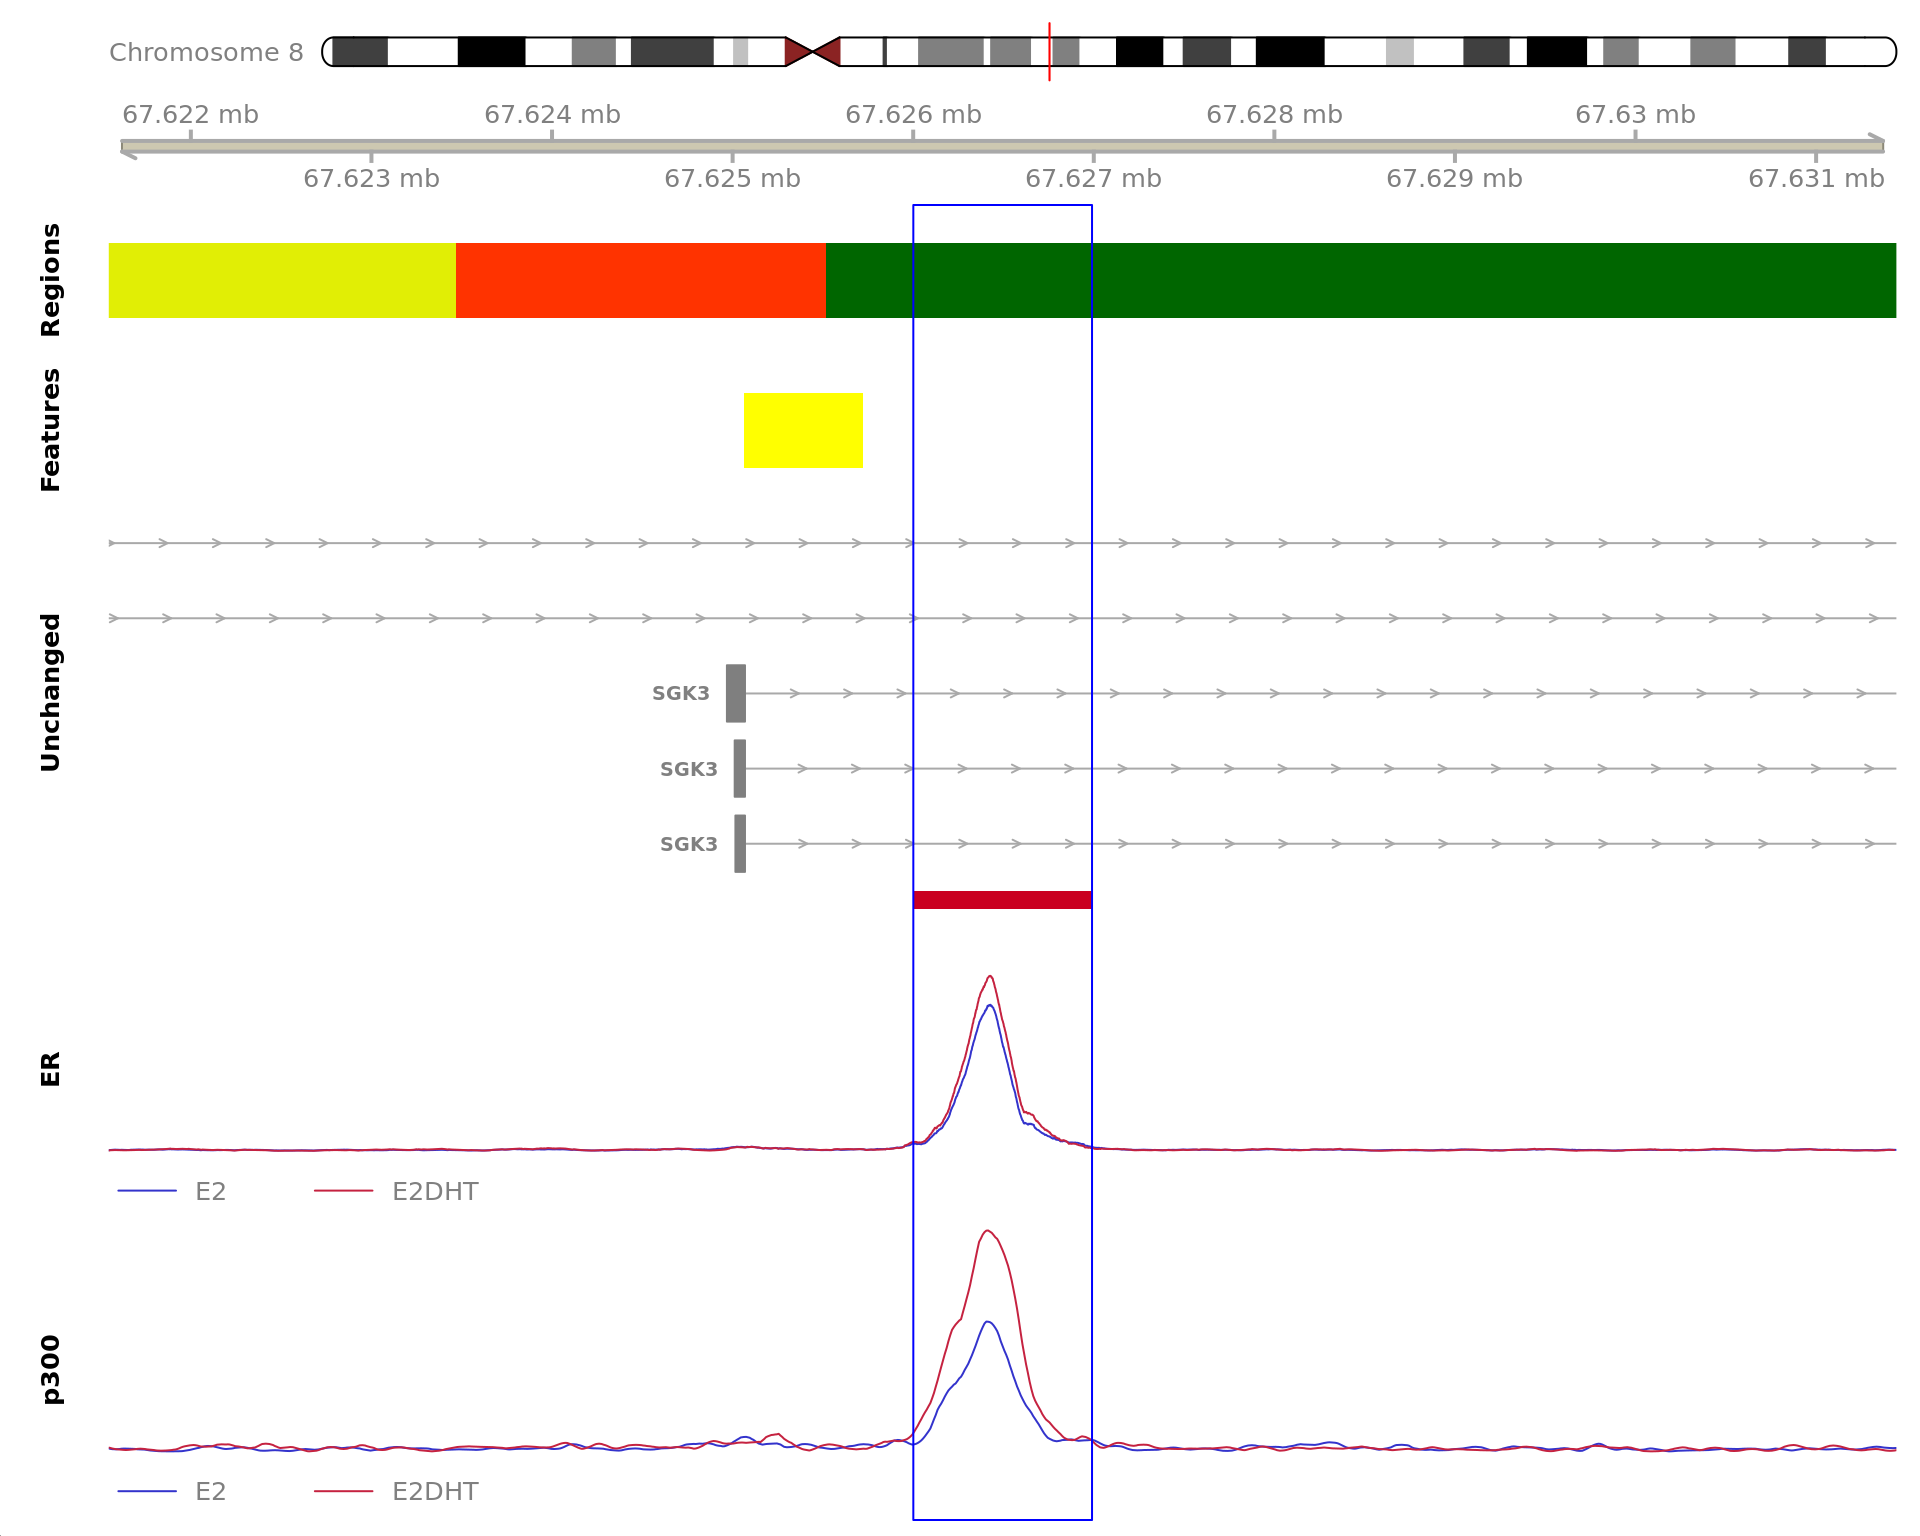 Chromosome 8
67.622 mb 67.624 mb 67.626 mb 67.628 mb 67.63 mb
67.623 mb 67.625 mb 67.627 mb 67.629 mb 67.631 mb
Regions
Features
Unchanged
SGK3
SGK3
SGK3
ER
E2 E2DHT
p300
E2 E2DHT